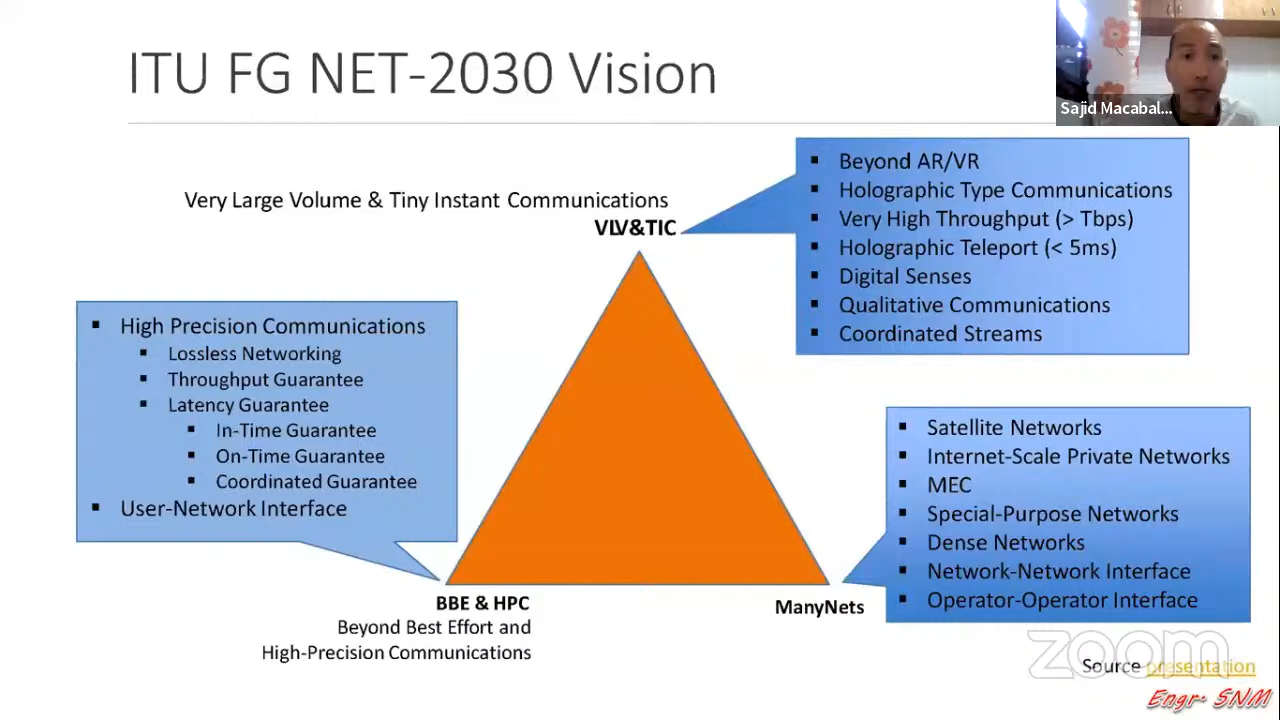 ITU FG NET-2030 Vision
Sajid Macabal...
Very Large Volume & Tiny Instant Communications
VLV&TIC
Beyond AR/VR
Holographic Type Communications
Very High Throughput (> Tbps)
Holographic Teleport (< 5ms)
Digital Senses
Qualitative Communications
Coordinated Streams
High Precision Communications
Lossless Networking
Throughput Guarantee
Latency Guarantee
In-Time Guarantee
On-Time Guarantee
Coordinated Guarantee
User-Network Interface
Satellite Networks
Internet-Scale Private Networks
MEC
Special-Purpose Networks
Dense Networks
Network-Network Interface
Operator-Operator Interface
BBE & HPC
Beyond Best Effort and
High-Precision Communications
ManyNets
zoom
Source presentation
Engr. SNM